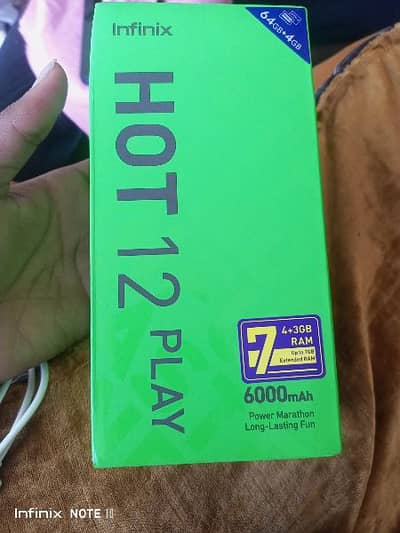 Infinix
64GB+4GB
HOT 12 PLAY
7
4+3GB
RAM
Up to 7GB
Extended RAM
6000mAh
Power Marathon
Long-Lasting Fun
Infinix NOTE 11